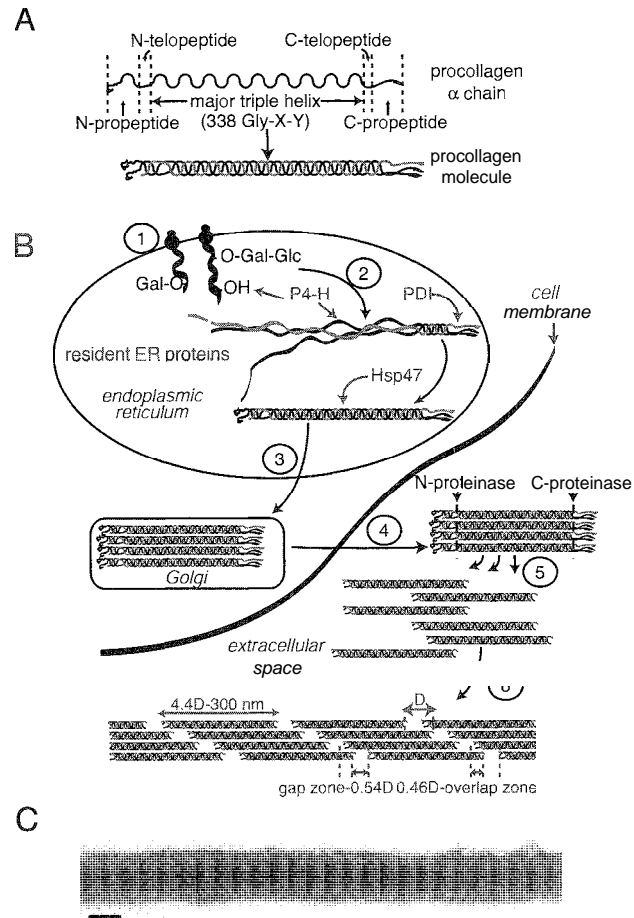 A
N-telopeptide
C-telopeptide
procollagen
α chain
major triple helix
(338 Gly-X-Y)
N-propeptide
C-propeptide
procollagen
molecule
B
1
O-Gal-Glc
2
Gal-O
OH
P4-H
PDI
cell
membrane
resident ER proteins
Hsp47
endoplasmic
reticulum
3
N-proteinase
C-proteinase
4
Golgi
5
extracellular
space
4.4D-300 nm
D
gap zone-0.54D 0.46D-overlap zone
C